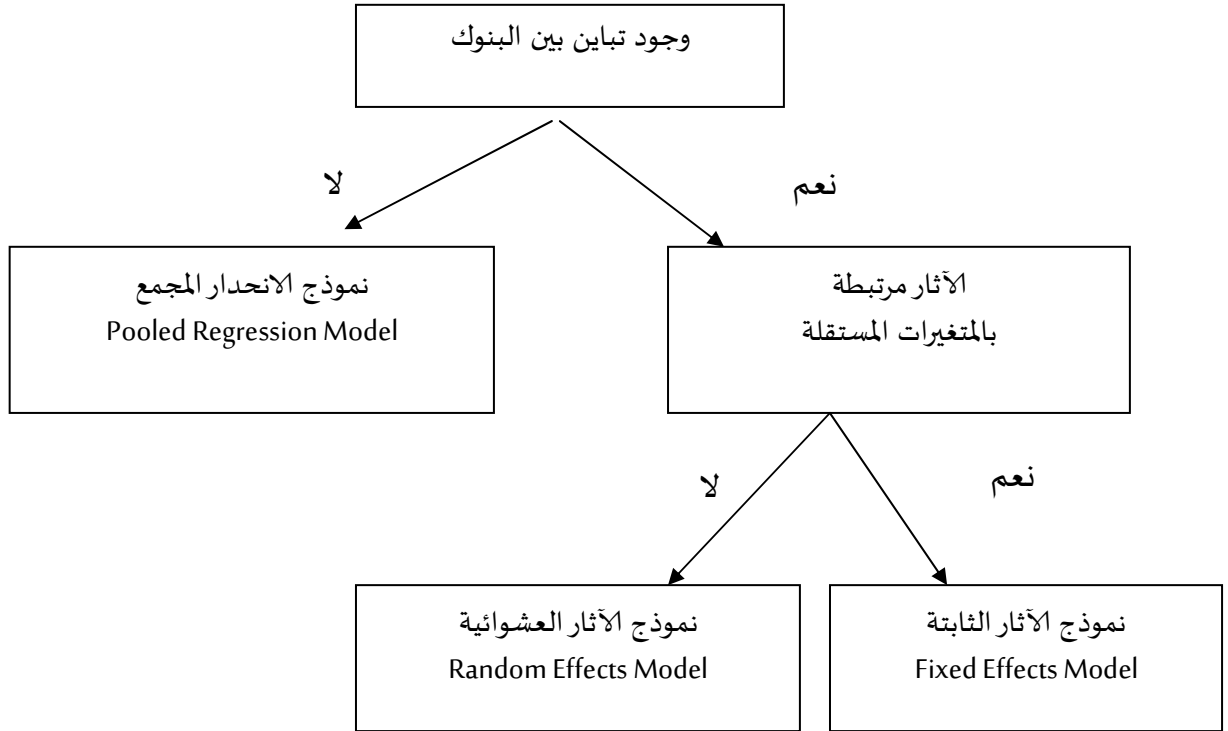 وجود تباين بين البنوك
نعم
لا
الآثار مرتبطة
بالمتغيرات المستقلة
نموذج الانحدار المجمع
Pooled Regression Model
نعم
لا
نموذج الآثار الثابتة
Fixed Effects Model
نموذج الآثار العشوائية
Random Effects Model